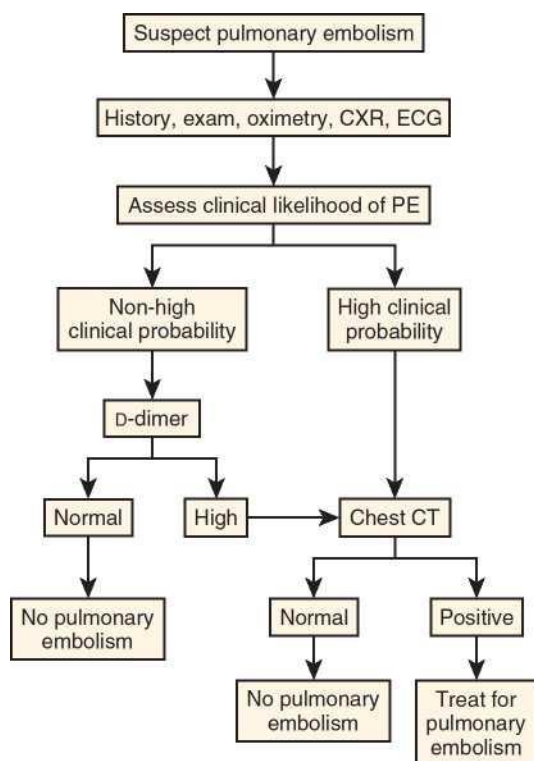 Suspect pulmonary embolism
History, exam, oximetry, CXR, ECG
Assess clinical likelihood of PE
Non-high
clinical probability
High clinical
probability
D-dimer
Normal
High
Chest CT
No pulmonary
embolism
Normal
Positive
No pulmonary
embolism
Treat for
pulmonary
embolism